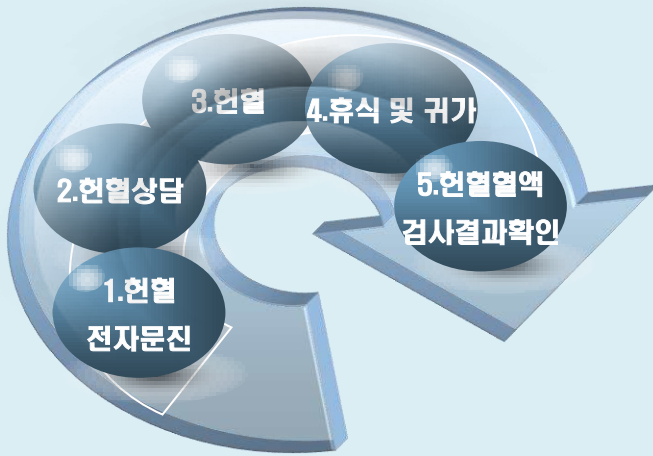 1.헌혈
전자문진
2.헌혈상담
3.헌혈
4.휴식 및 귀가
5.헌혈혈액
검사결과확인